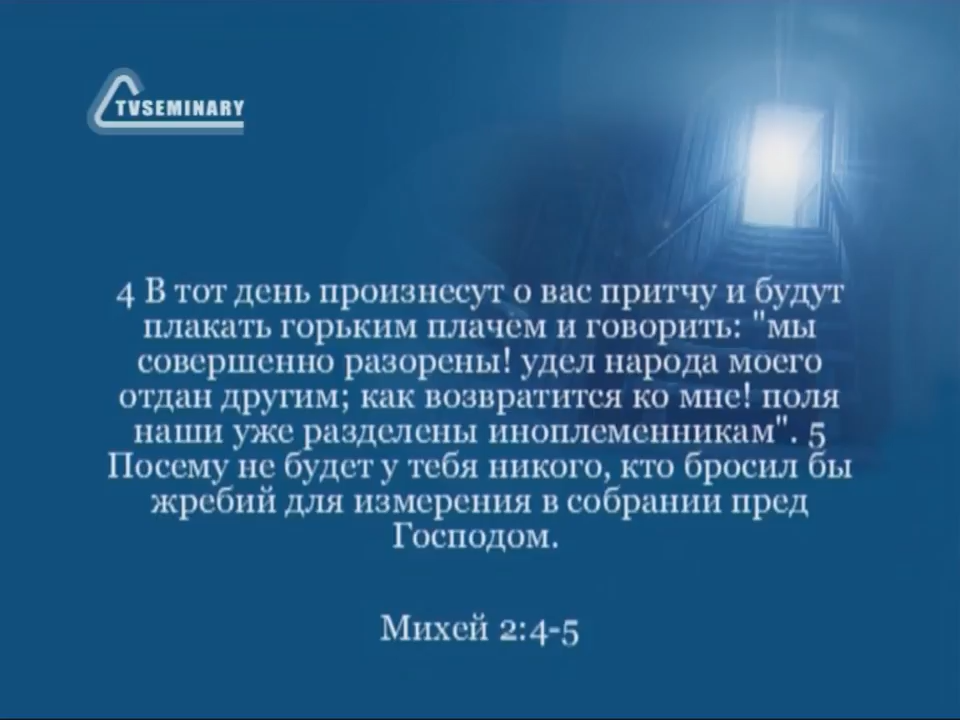 TVSEMINARY
4 В тот день произнесут о вас притчу и будут
плакать горьким плачем и говорить: "мы
совершенно разорены! удел народа моего
отдан другим; как возвратится ко мне! поля
наши уже разделены иноплеменникам". 5
Посему не будет у тебя никого, кто бросил бы
жребий для измерения в собрании пред
Господом.
Михей 2:4-5